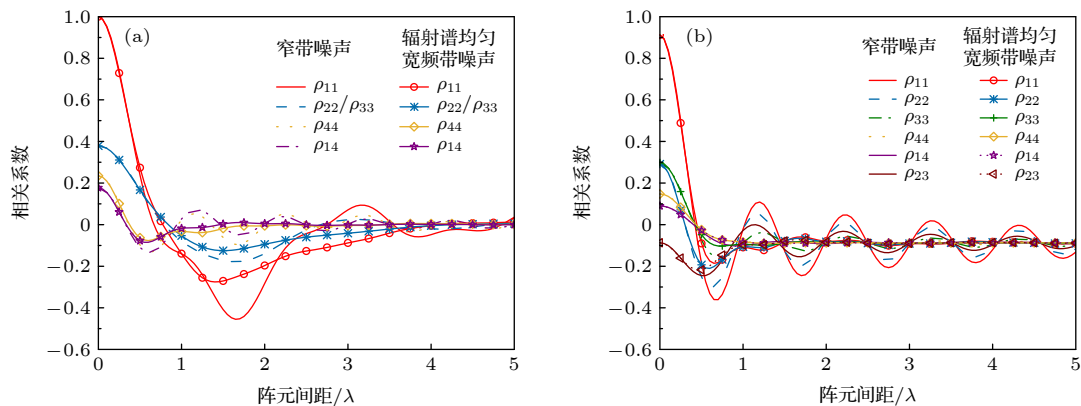 (a)
窄带噪声
辐射谱均匀
宽频带噪声
ρ11
ρ22/ρ33
ρ44
ρ14
ρ11
ρ22/ρ33
ρ44
ρ14
1.0
0.8
0.6
0.4
0.2
0
−0.2
−0.4
−0.6
相关系数
0 1 2 3 4 5
阵元间距/λ
(b)
窄带噪声
辐射谱均匀
宽频带噪声
ρ11
ρ22
ρ33
ρ44
ρ14
ρ23
ρ11
ρ22
ρ33
ρ44
ρ14
ρ23
1.0
0.8
0.6
0.4
0.2
0
−0.2
−0.4
−0.6
相关系数
0 1 2 3 4 5
阵元间距/λ